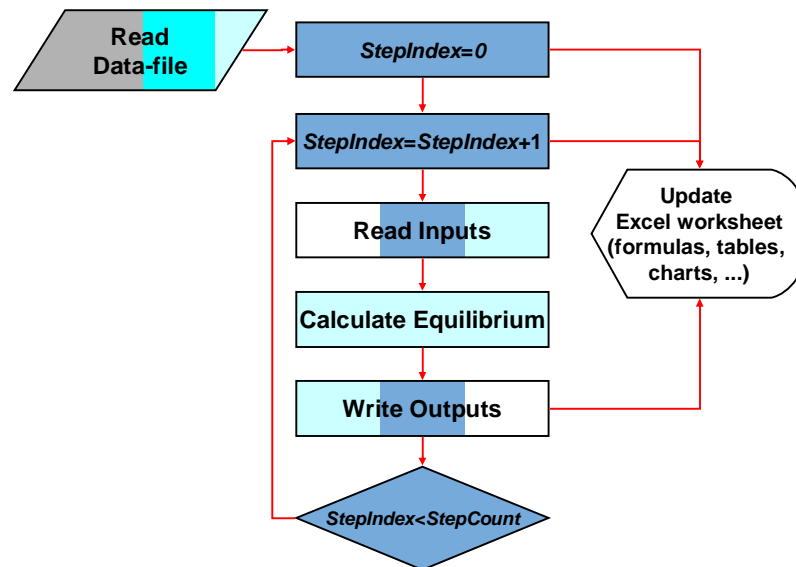 Read
Data-file
StepIndex=0
StepIndex=StepIndex+1
Read Inputs
Calculate Equilibrium
Write Outputs
StepIndex<StepCount
Update
Excel worksheet
(formulas, tables,
charts, ...)